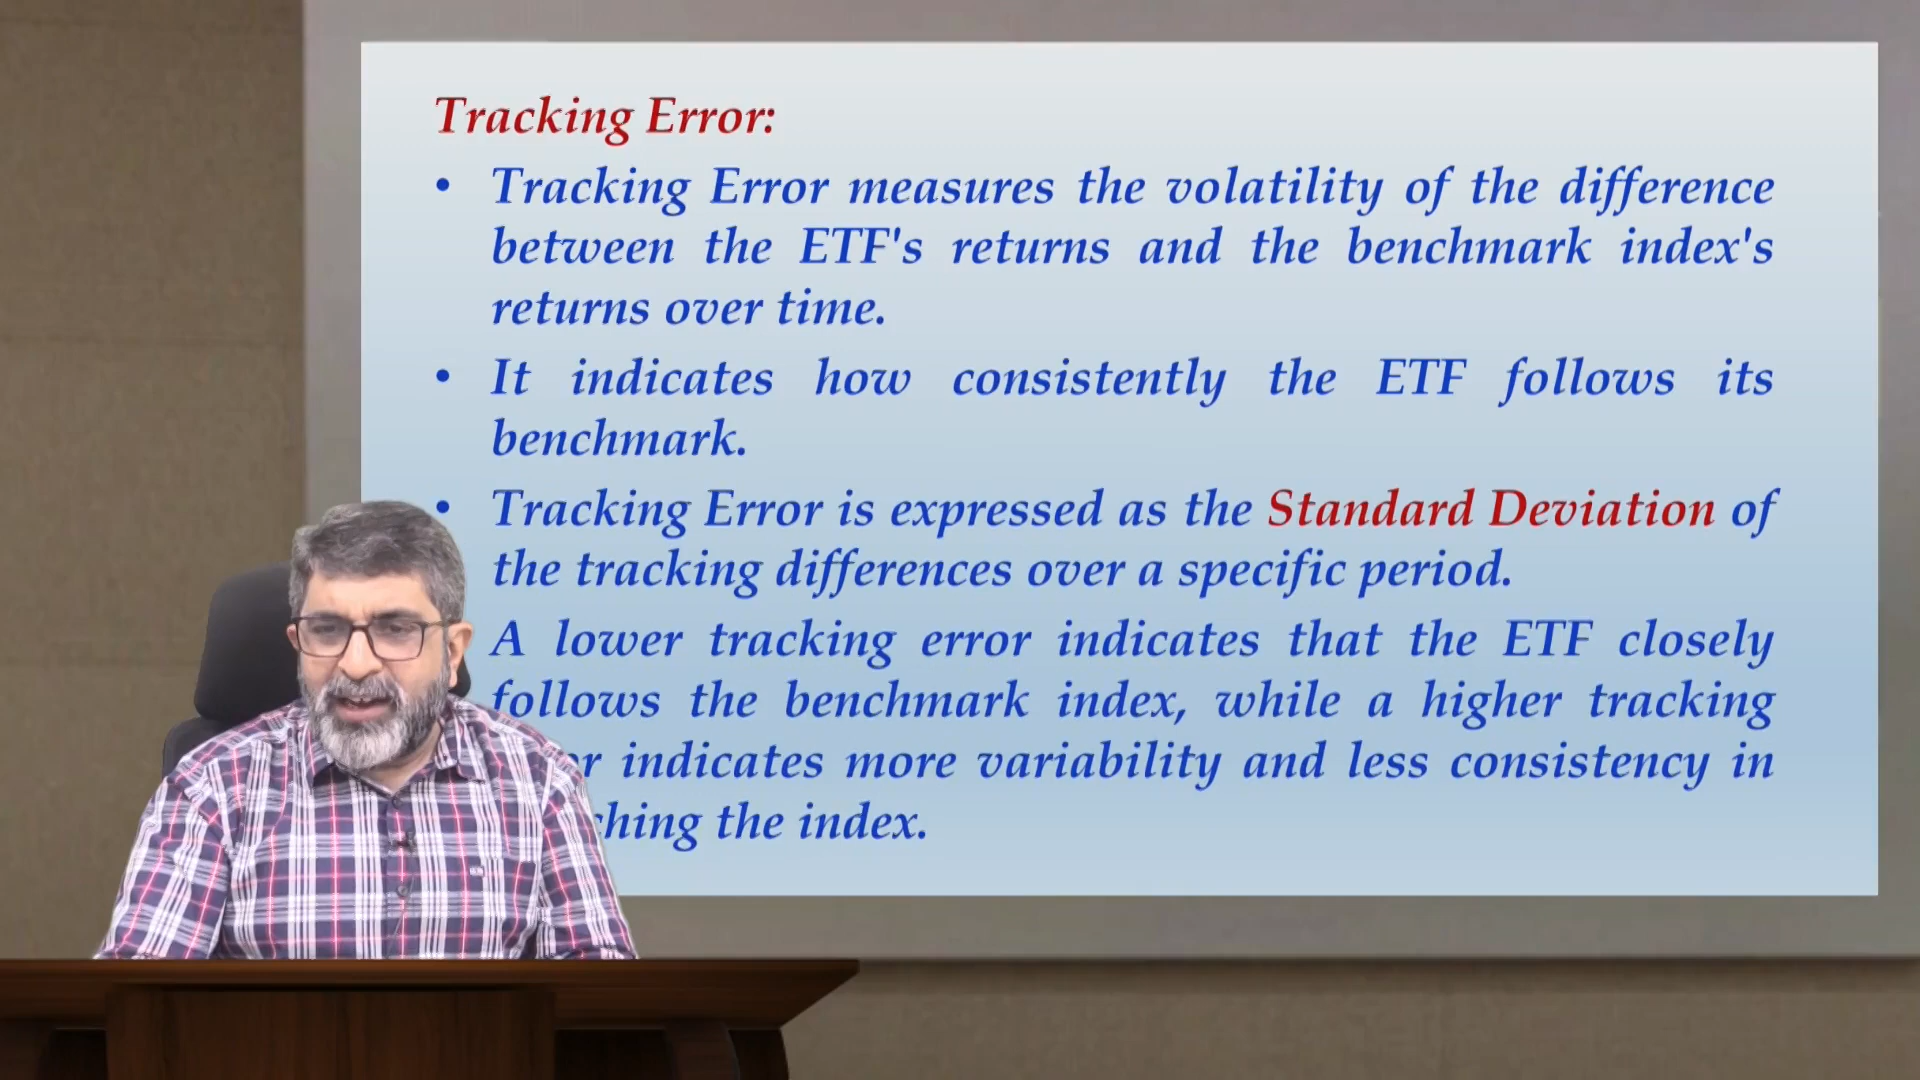 Tracking Error:
• Tracking Error measures the volatility of the difference
between the ETF's returns and the benchmark index's
returns over time.
• It indicates how consistently the ETF follows its
benchmark.
• Tracking Error is expressed as the Standard Deviation of
the tracking differences over a specific period.
A lower tracking error indicates that the ETF closely
follows the benchmark index, while a higher tracking
indicates more variability and less consistency in
the index.